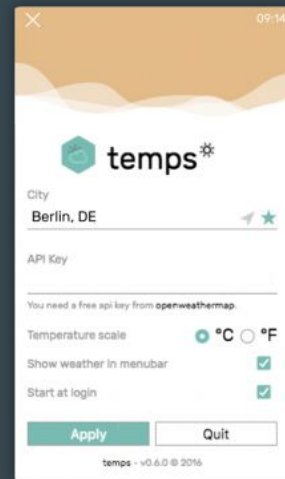 09:14
temps
City
Berlin, DE
API Key
You need a free api key from openweathermap.
Temperature scale °C °F
Show weather in menubar
Start at login
Apply Quit
temps - v0.6.0 © 2016